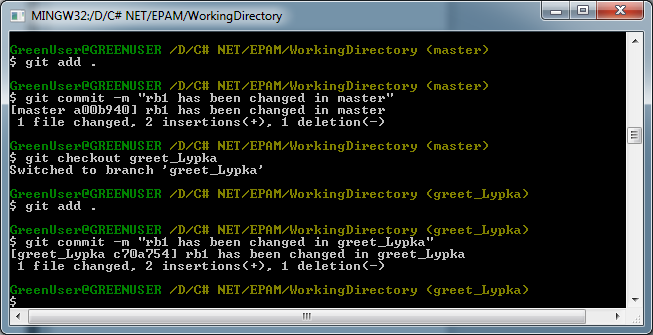 MINGW32:/D/C# NET/EPAM/WorkingDirectory
GreenUser@GREENUSER /D/C# NET/EPAM/WorkingDirectory (master)
$ git add .
GreenUser@GREENUSER /D/C# NET/EPAM/WorkingDirectory (master)
$ git commit -m "rb1 has been changed in master"
[master a00b940] rb1 has been changed in master
 1 file changed, 2 insertions(+), 1 deletion(-)
GreenUser@GREENUSER /D/C# NET/EPAM/WorkingDirectory (master)
$ git checkout greet_Lypka
Switched to branch 'greet_Lypka'
GreenUser@GREENUSER /D/C# NET/EPAM/WorkingDirectory (greet_Lypka)
$ git add .
GreenUser@GREENUSER /D/C# NET/EPAM/WorkingDirectory (greet_Lypka)
$ git commit -m "rb1 has been changed in greet_Lypka"
[greet_Lypka c70a754] rb1 has been changed in greet_Lypka
 1 file changed, 2 insertions(+), 1 deletion(-)
GreenUser@GREENUSER /D/C# NET/EPAM/WorkingDirectory (greet_Lypka)
$